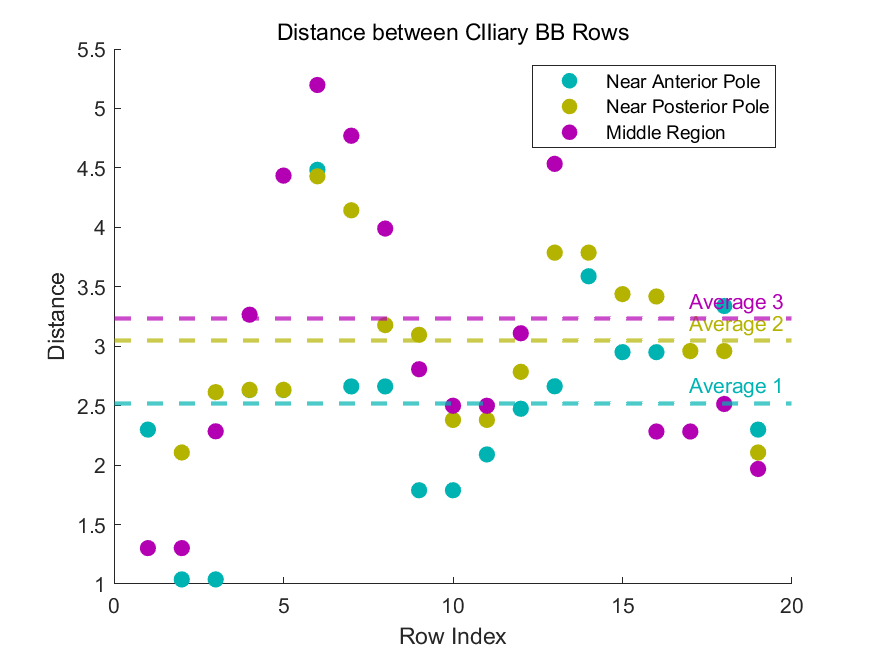 Distance between CIliary BB Rows
Near Anterior Pole
Near Posterior Pole
Middle Region
5.5
5
4.5
4
3.5
3
2.5
2
1.5
1
Distance
Average 3
Average 2
Average 1
0
5
10
15
20
Row Index